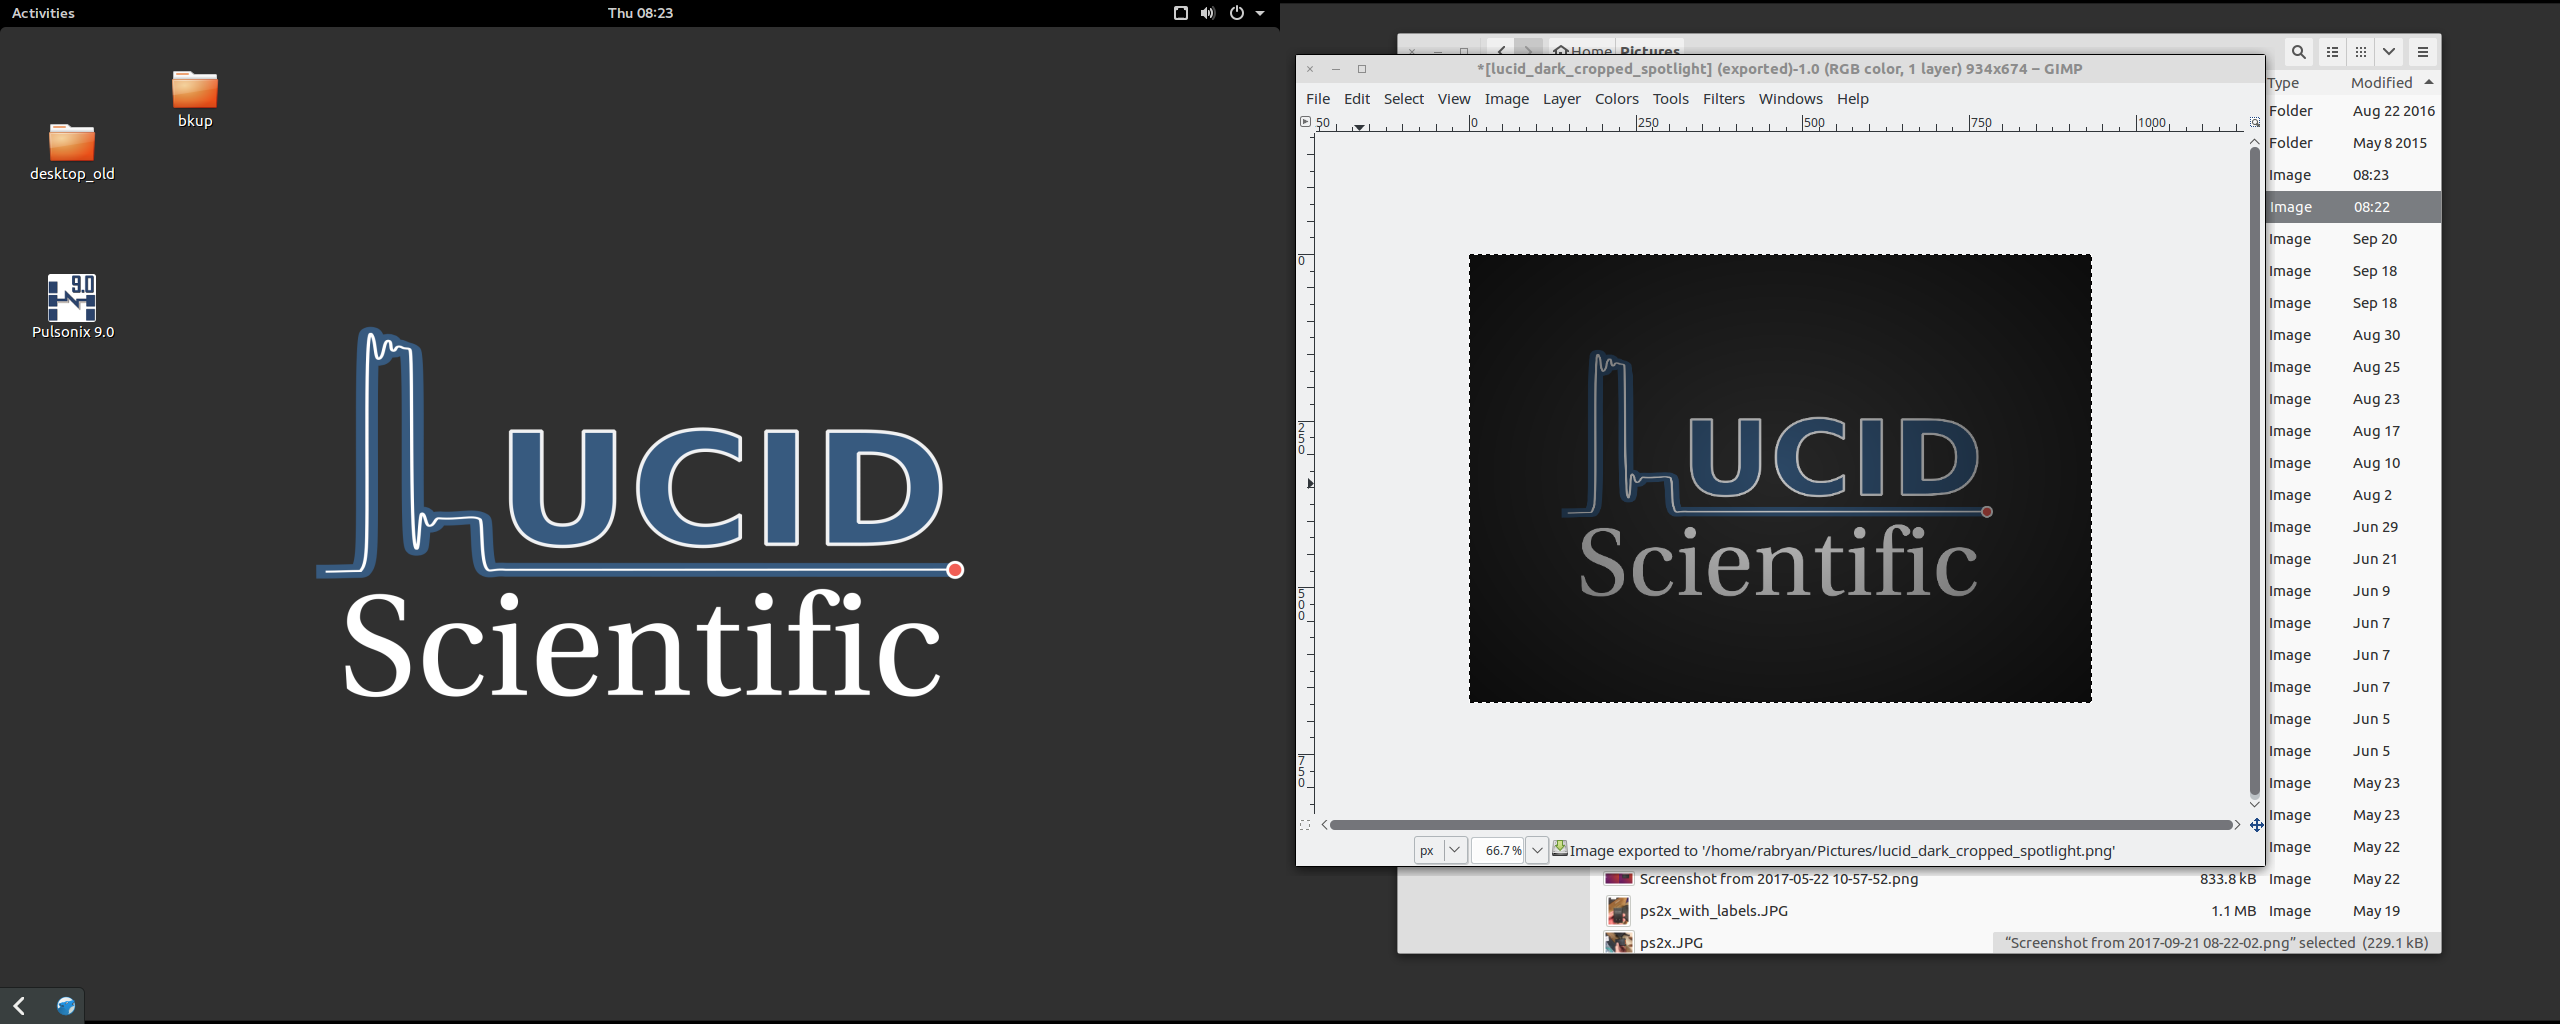 Activities
Thu 08:23
bkup
desktop_old
9.0
Pulsonix 9.0
UCID
Scientific
Home Pictures
Type Modified
*[lucid_dark_cropped_spotlight] (exported)-1.0 (RGB color, 1 layer) 934x674 – GIMP
File Edit Select View Image Layer Colors Tools Filters Windows Help
50 0 250 500 750 1000
0
250
500
750
UCID
Scientific
px 66.7 % Image exported to '/home/rabryan/Pictures/lucid_dark_cropped_spotlight.png'
Folder Aug 22 2016
Folder May 8 2015
Image 08:23
Image 08:22
Image Sep 20
Image Sep 18
Image Sep 18
Image Aug 30
Image Aug 25
Image Aug 23
Image Aug 17
Image Aug 10
Image Aug 2
Image Jun 29
Image Jun 21
Image Jun 9
Image Jun 7
Image Jun 7
Image Jun 7
Image Jun 5
Image Jun 5
Image May 23
Image May 23
Image May 22
Screenshot from 2017-05-22 10-57-52.png 833.8 kB Image May 22
ps2x_with_labels.JPG 1.1 MB Image May 19
ps2x.JPG
“Screenshot from 2017-09-21 08-22-02.png” selected (229.1 kB)